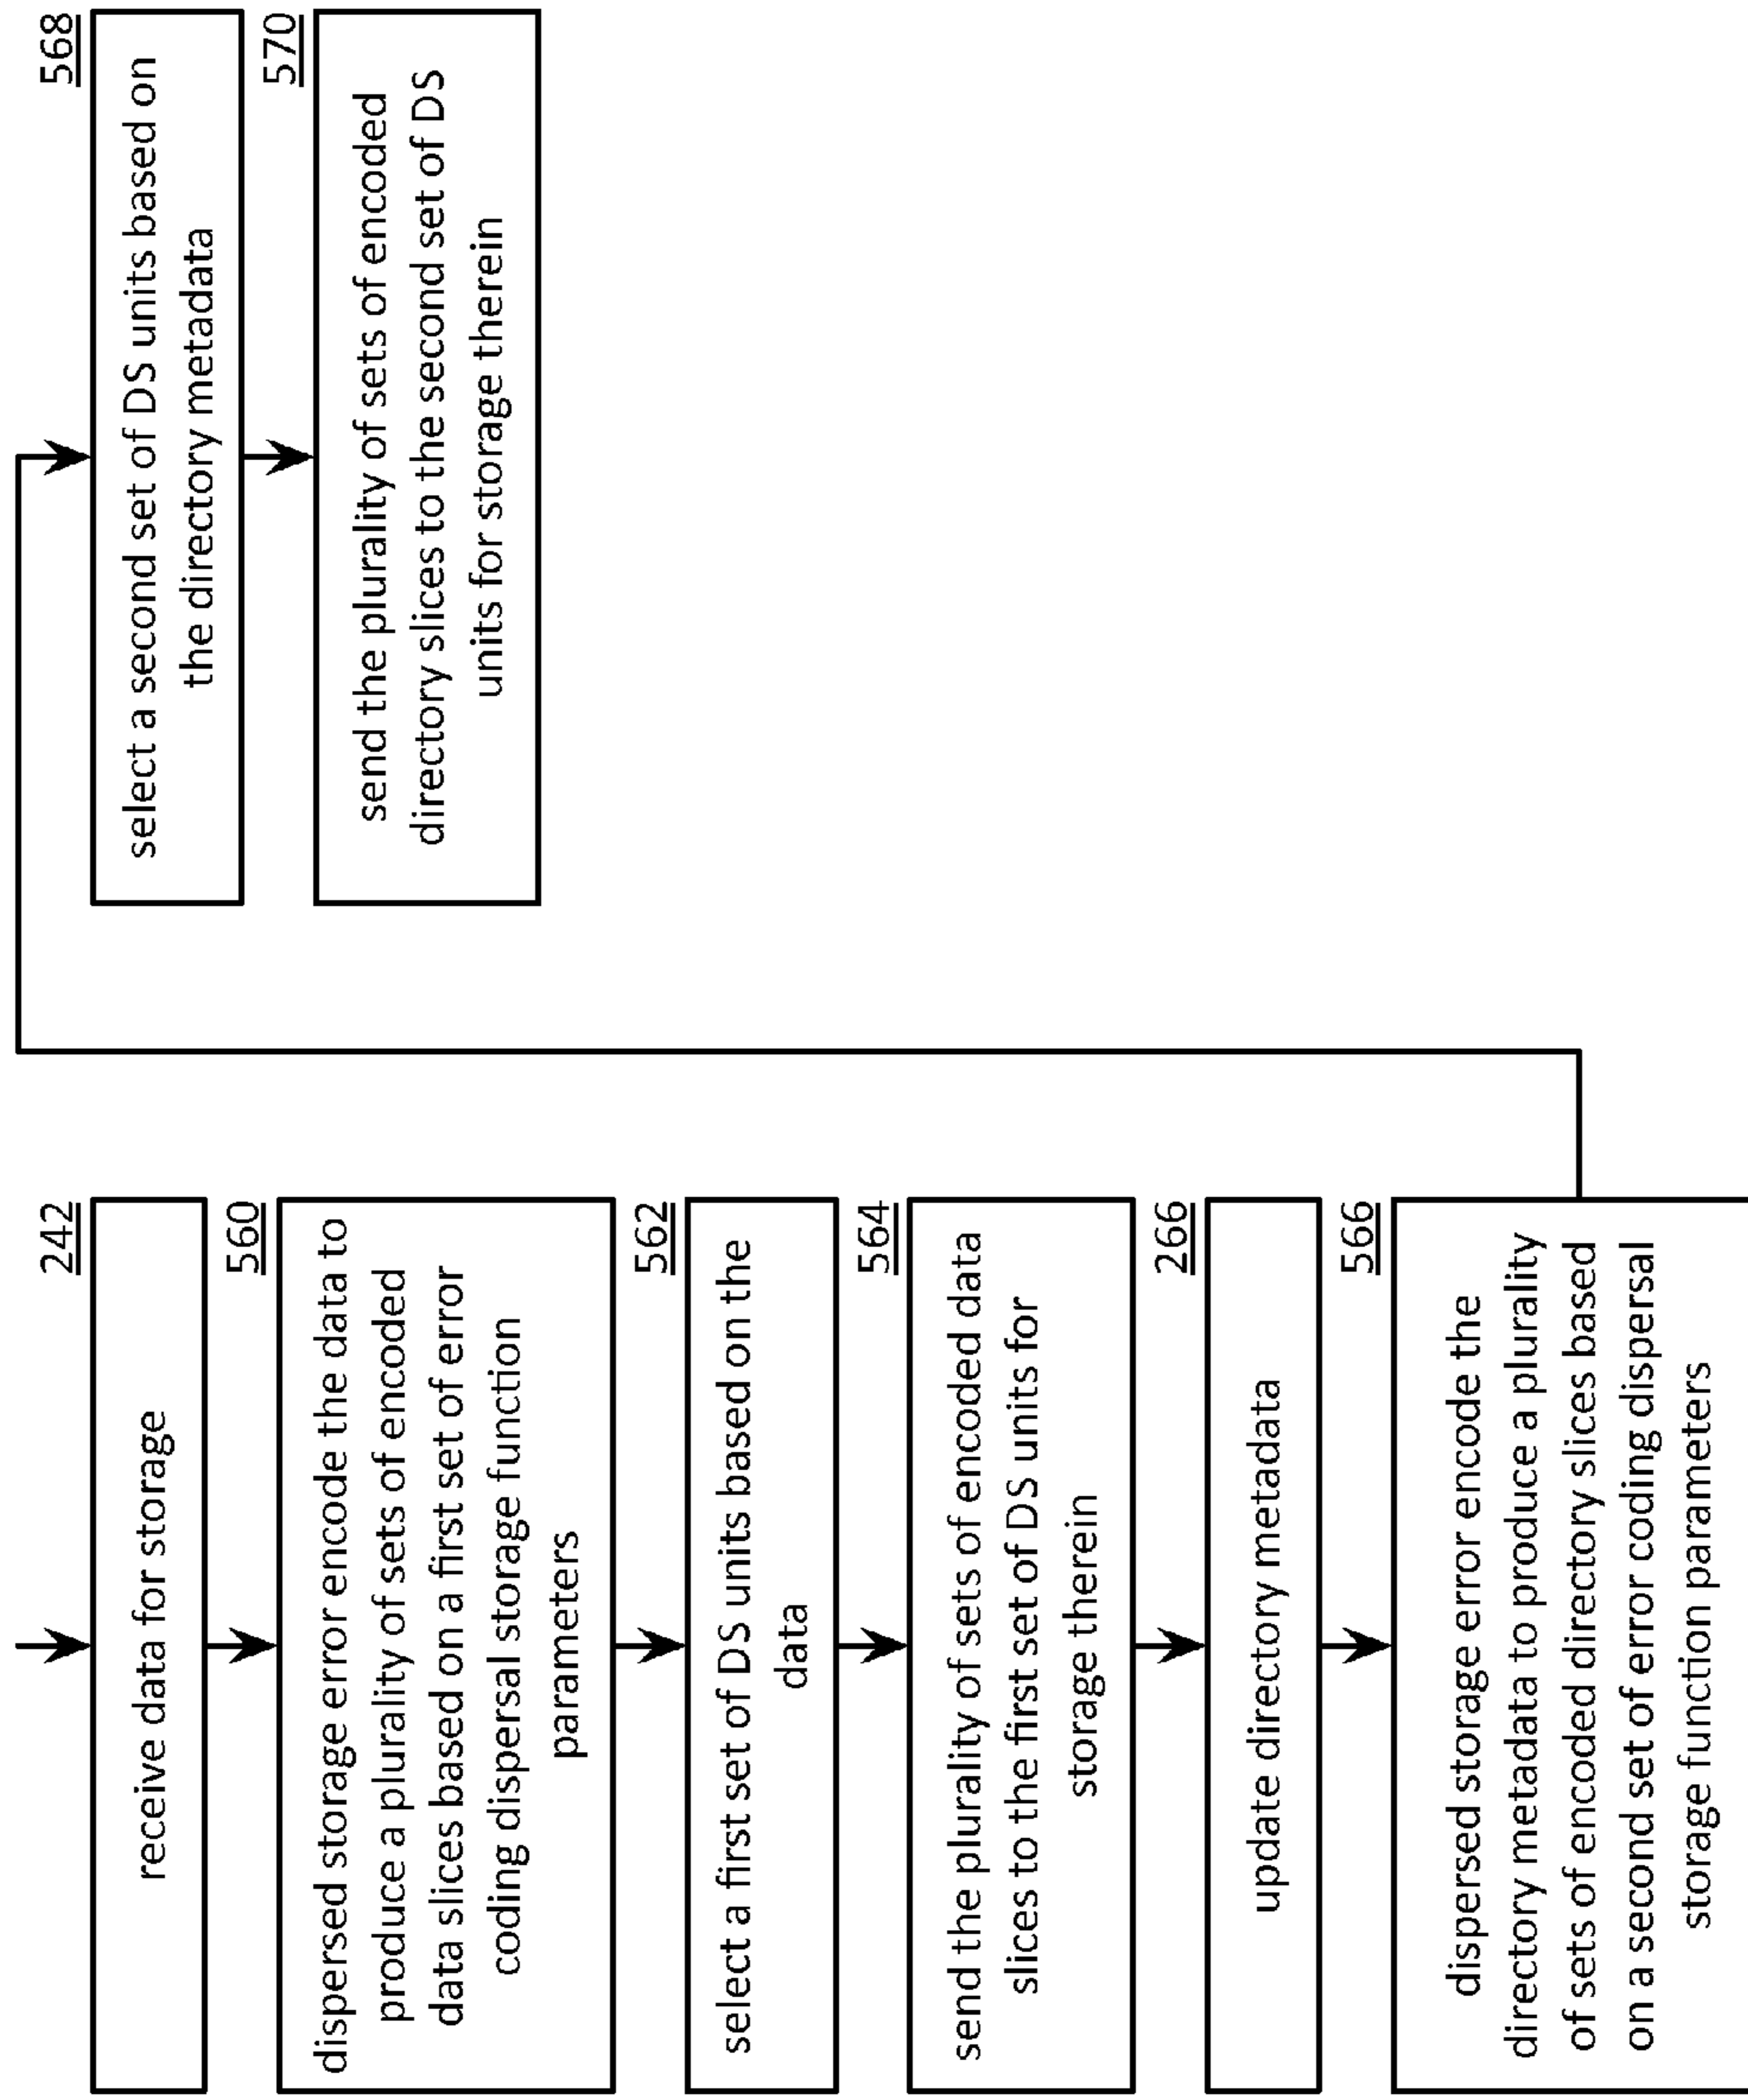 242
receive data for storage
560
dispersed storage error encode the data to
produce a plurality of sets of encoded
data slices based on a first set of error
coding dispersal storage function
parameters
562
select a first set of DS units based on the
data
564
send the plurality of sets of encoded data
slices to the first set of DS units for
storage therein
266
update directory metadata
566
dispersed storage error encode the
directory metadata to produce a plurality
of sets of encoded directory slices based
on a second set of error coding dispersal
storage function parameters
568
select a second set of DS units based on
the directory metadata
570
send the plurality of sets of encoded
directory slices to the second set of DS
units for storage therein